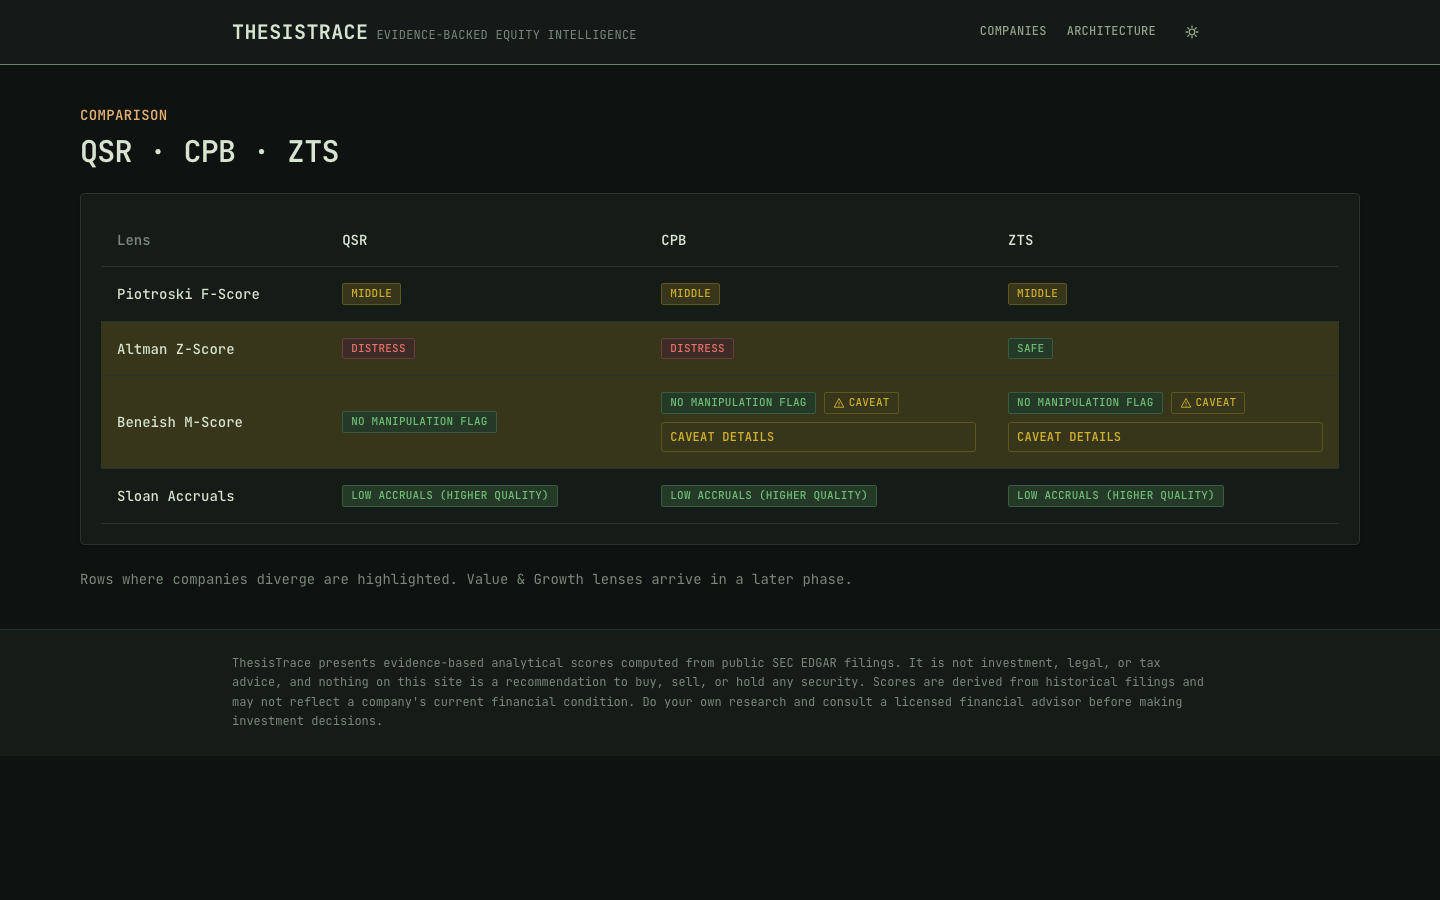 THESISTRACE EVIDENCE-BACKED EQUITY INTELLIGENCE COMPANIES ARCHITECTURE
COMPARISON
QSR · CPB · ZTS
Lens QSR CPB ZTS
Piotroski F-Score MIDDLE MIDDLE MIDDLE
Altman Z-Score DISTRESS DISTRESS SAFE
Beneish M-Score NO MANIPULATION FLAG NO MANIPULATION FLAG CAVEAT NO MANIPULATION FLAG CAVEAT
CAVEAT DETAILS CAVEAT DETAILS
Sloan Accruals LOW ACCRUALS (HIGHER QUALITY) LOW ACCRUALS (HIGHER QUALITY) LOW ACCRUALS (HIGHER QUALITY)
Rows where companies diverge are highlighted. Value & Growth lenses arrive in a later phase.
ThesisTrace presents evidence-based analytical scores computed from public SEC EDGAR filings. It is not investment, legal, or tax
advice, and nothing on this site is a recommendation to buy, sell, or hold any security. Scores are derived from historical filings and
may not reflect a company's current financial condition. Do your own research and consult a licensed financial advisor before making
investment decisions.